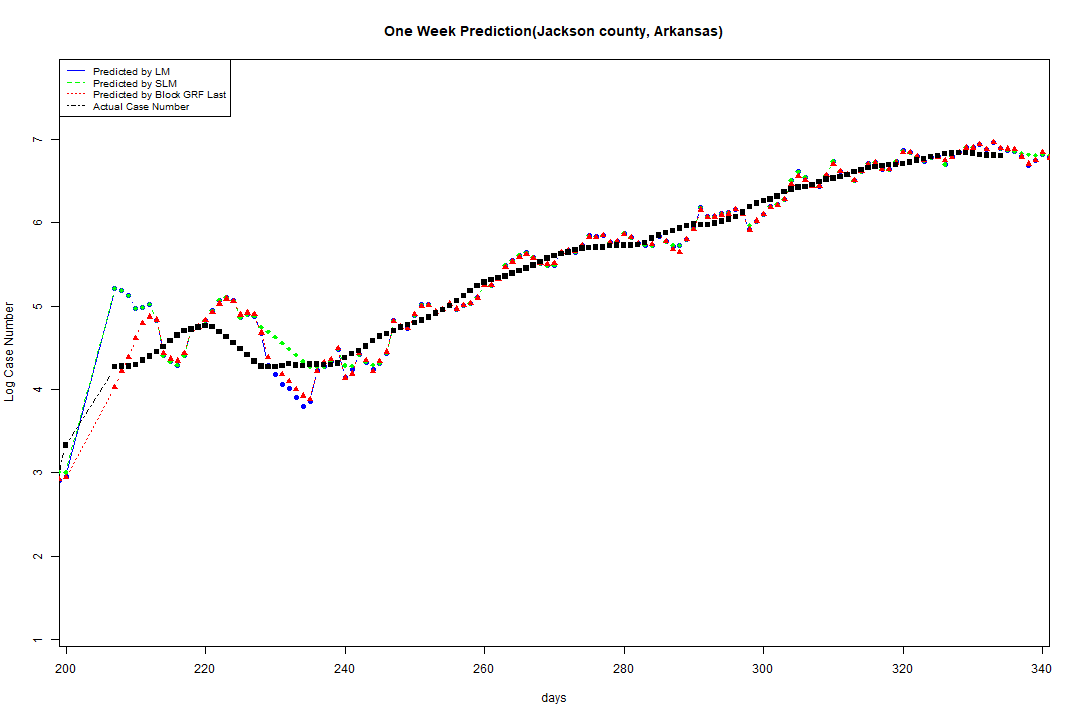 One Week Prediction(Jackson county, Arkansas)
Predicted by LM
Predicted by SLM
Predicted by Block GRF Last
Actual Case Number
7
6
5
4
3
2
1
Log Case Number
200 220 240 260 280 300 320 340
days